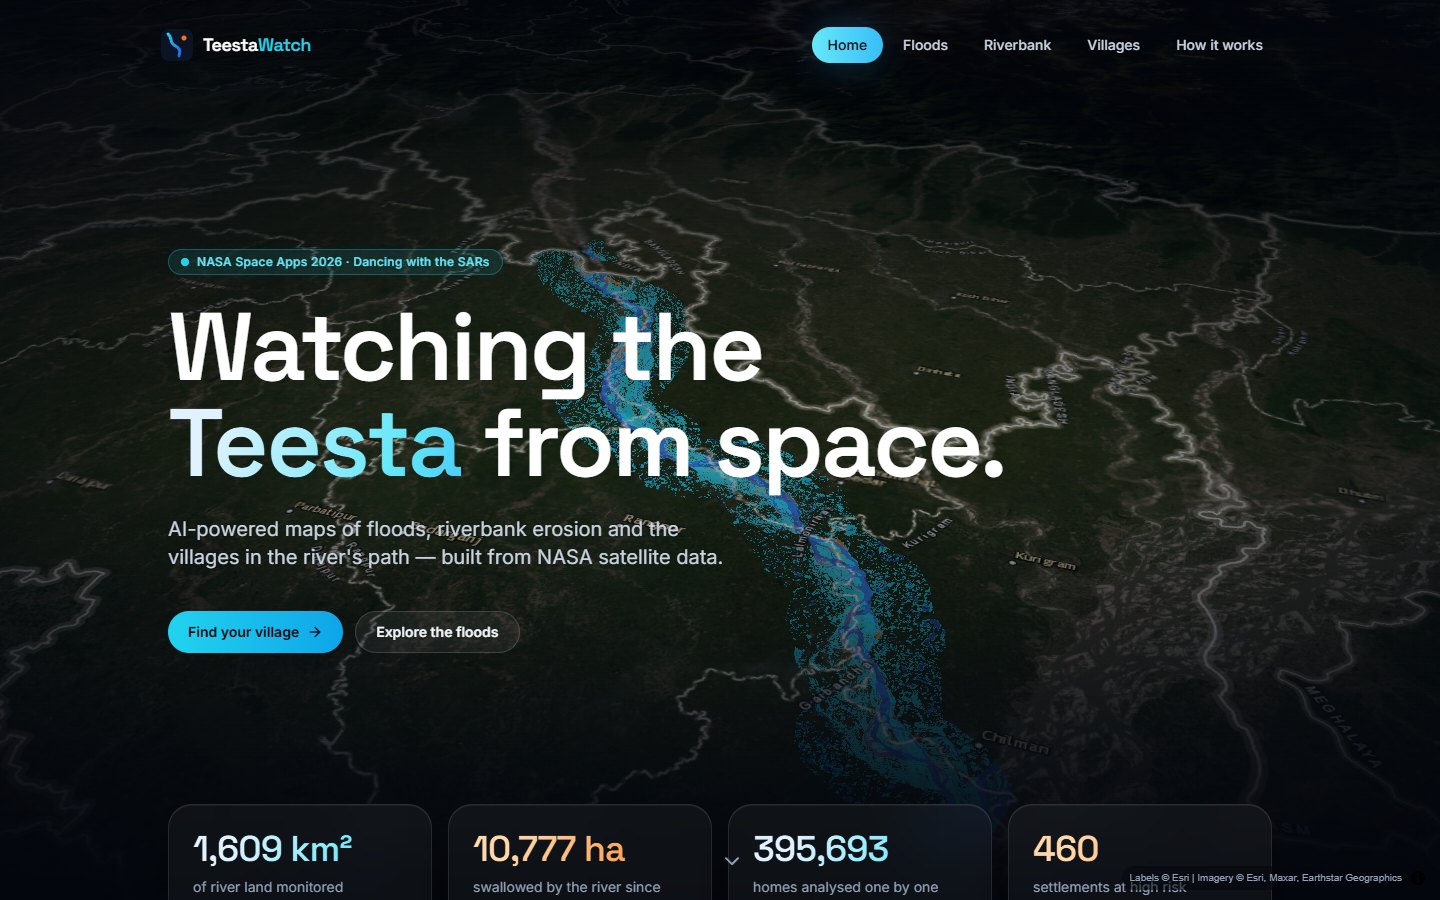 TeestaWatch
Home
Floods
Riverbank
Villages
How it works
NASA Space Apps 2026 · Dancing with the SARs
Watching the
Teesta from space.
Parbatipur
Kurigram
Kuri gram
AI-powered maps of floods, riverbank erosion and the
villages in the river's path — built from NASA satellite data.
Find your village →
Explore the floods
MEGHALAYA
Chilmari
1,609 km²
of river land monitored
10,777 ha
swallowed by the river since
395,693
homes analysed one by one
460
settlements at high risk
Labels © Esri | Imagery © Esri, Maxar, Earthstar Geographics